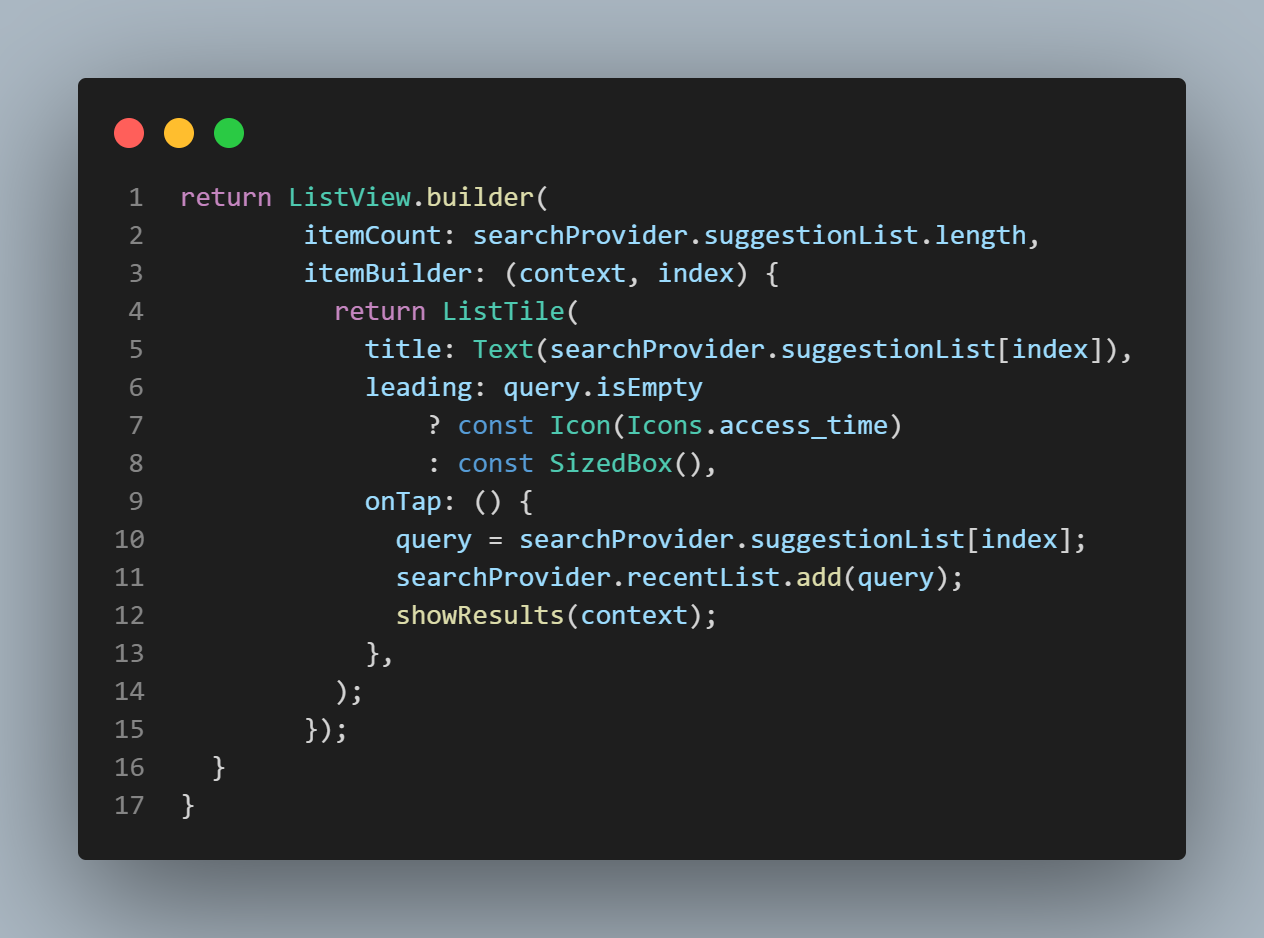 1 return ListView.builder(
2         itemCount: searchProvider.suggestionList.length,
3         itemBuilder: (context, index) {
4           return ListTile(
5             title: Text(searchProvider.suggestionList[index]),
6             leading: query.isEmpty
7                 ? const Icon(Icons.access_time)
8                 : const SizedBox(),
9             onTap: () {
10               query = searchProvider.suggestionList[index];
11               searchProvider.recentList.add(query);
12               showResults(context);
13             },
14           );
15         });
16   }
17 }